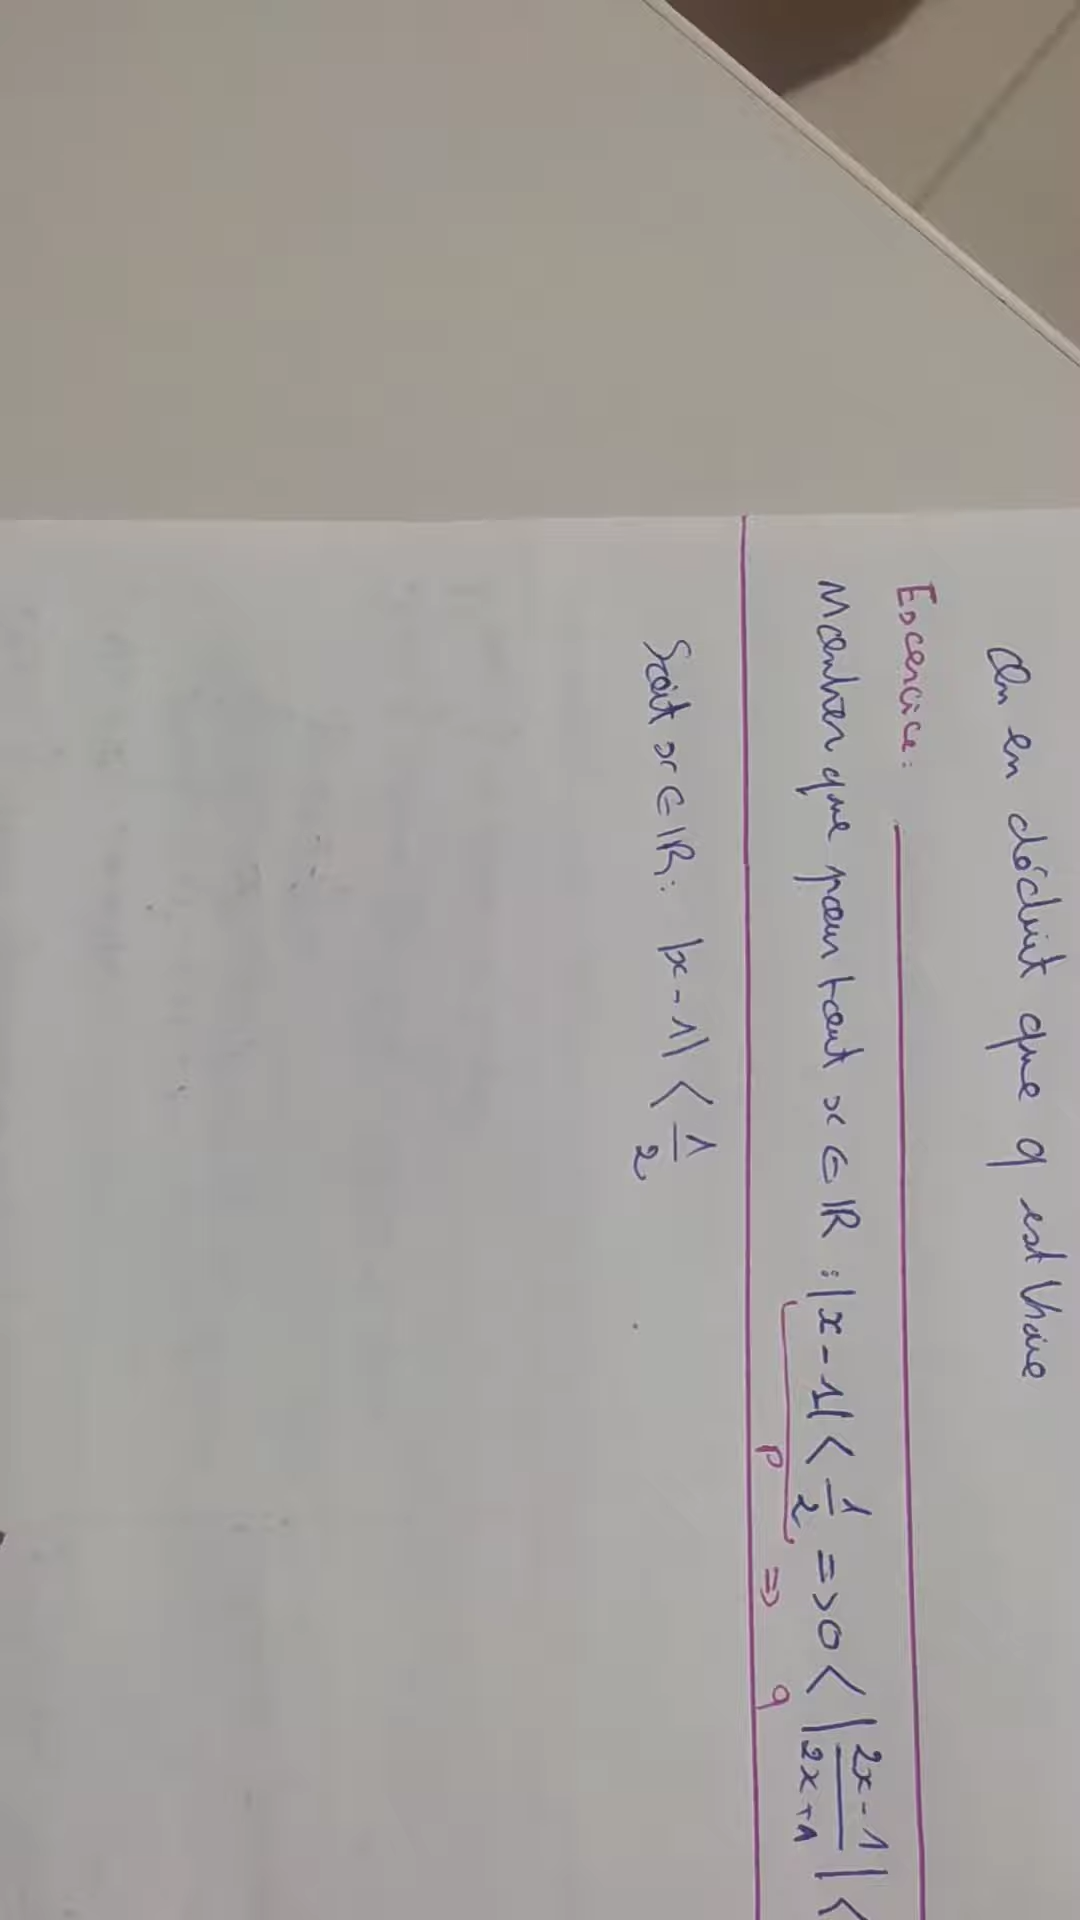 On en déduit que q est Vraie
Exercice :
Montrer que pour tout x ∈ ℝ : |x - 1| < 1/2 => 0 < |2x - 1 / 2x + 1| <
p => q
Soit x ∈ ℝ : |x - 1| < 1/2